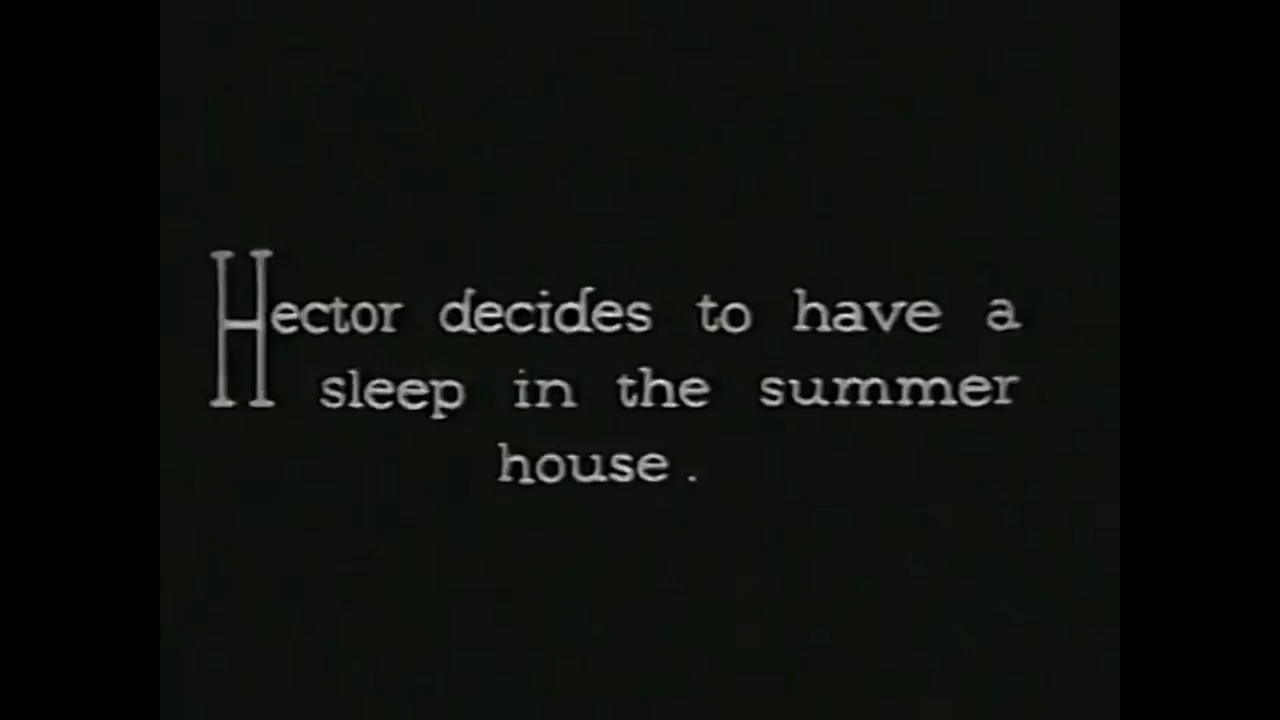 Hector decides to have a
sleep in the summer
house.